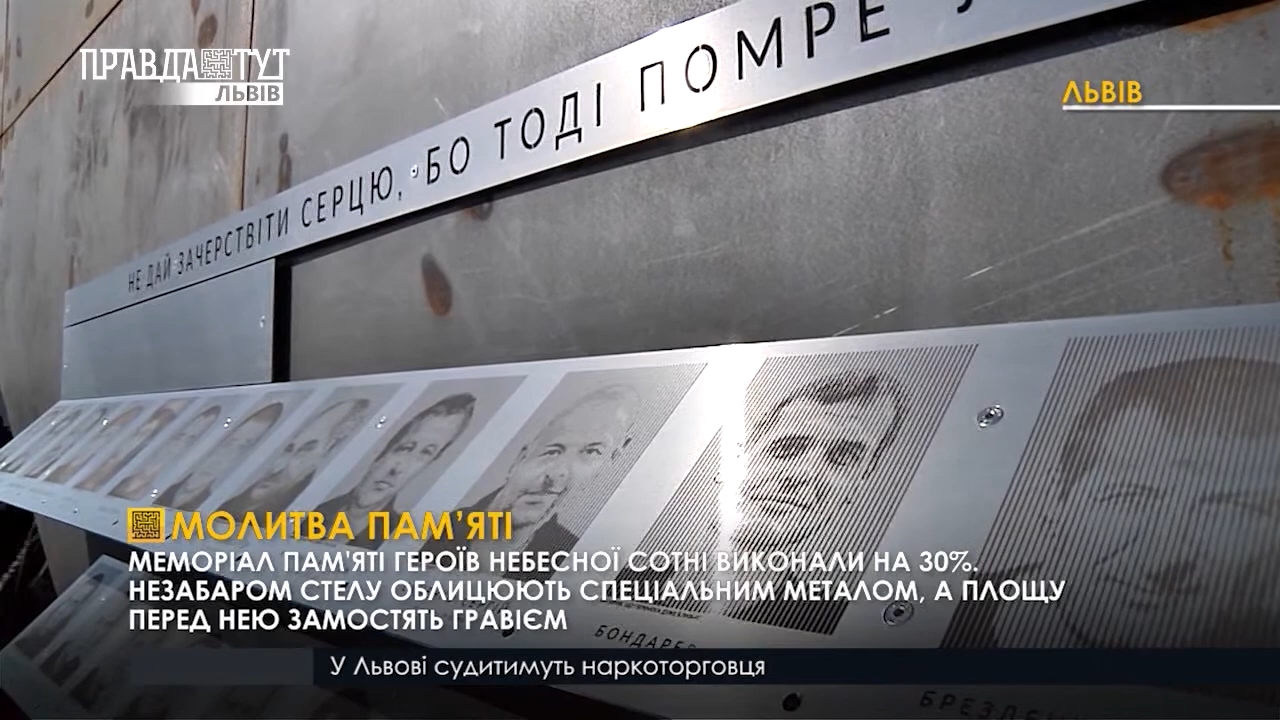 ПРАВДА ТУТ
ЛЬВІВ
ЛЬВІВ
НЕ ДАЙ ЗАЧЕРСТВІТИ СЕРЦЮ, БО ТОДІ ПОМРЕ
МОЛИТВА ПАМ’ЯТІ
МЕМОРІАЛ ПАМ'ЯТІ ГЕРОЇВ НЕБЕСНОЇ СОТНІ ВИКОНАЛИ НА 30%.
НЕЗАБАРОМ СТЕЛУ ОБЛИЦЮЮТЬ СПЕЦІАЛЬНИМ МЕТАЛОМ, А ПЛОЩУ
ПЕРЕД НЕЮ ЗАМОСТЯТЬ ГРАВІЄМ
У Львові судитимуть наркоторговця